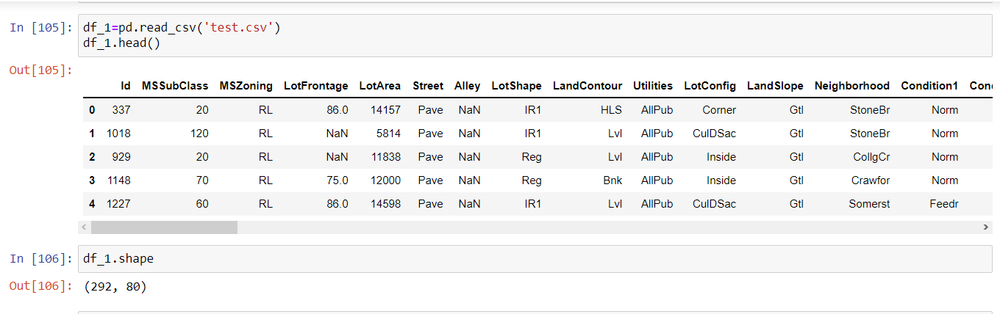 In [105]: df_1=pd.read_csv('test.csv')
df_1.head()
Out[105]:
Id MSSubClass MSZoning LotFrontage LotArea Street Alley LotShape LandContour Utilities LotConfig LandSlope Neighborhood Condition1 Con
0 337 20 RL 86.0 14157 Pave NaN IR1 HLS AllPub Corner Gtl StoneBr Norm
1 1018 120 RL NaN 5814 Pave NaN IR1 Lvl AllPub CulDSac Gtl StoneBr Norm
2 929 20 RL NaN 11838 Pave NaN Reg Lvl AllPub Inside Gtl CollgCr Norm
3 1148 70 RL 75.0 12000 Pave NaN Reg Bnk AllPub Inside Gtl Crawfor Norm
4 1227 60 RL 86.0 14598 Pave NaN IR1 Lvl AllPub CulDSac Gtl Somerst Feedr
In [106]: df_1.shape
Out[106]: (292, 80)